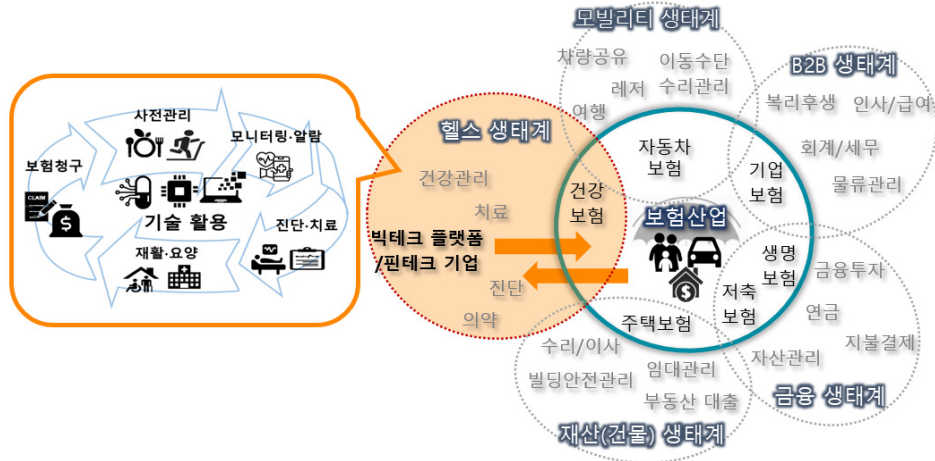 사전관리
모니터링·알람
보험청구
CLAIM
기술 활용
진단·치료
재활·요양
헬스 생태계
건강관리
치료
빅테크 플랫폼
/핀테크 기업
진단
의약
모빌리티 생태계
차량공유
이동수단
수리관리
레저
여행
자동차
보험
건강
보험
보험산업
기업
보험
생명
보험
저축
보험
주택보험
B2B 생태계
복리후생
인사/급여
회계/세무
물류관리
금융투자
연금
지불결제
자산관리
금융 생태계
수리/이사
임대관리
빌딩안전관리
부동산 대출
재산(건물) 생태계